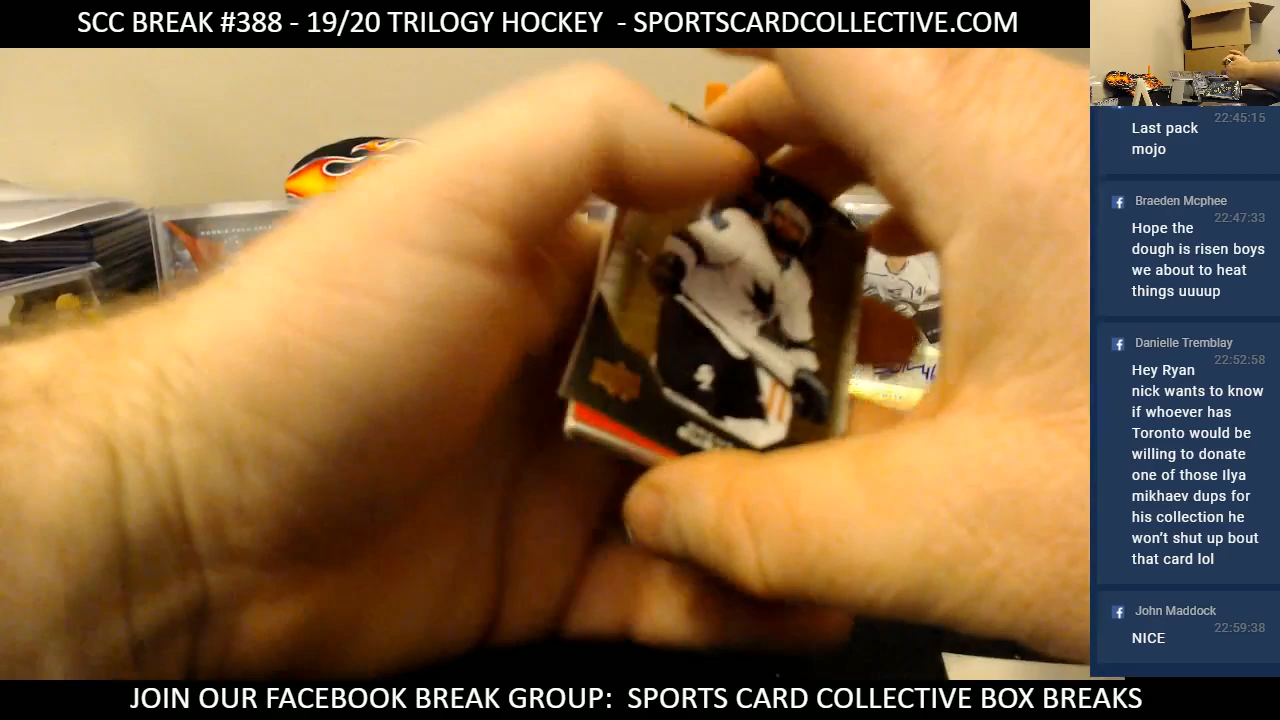 SCC BREAK #388 - 19/20 TRILOGY HOCKEY - SPORTSCARDCOLLECTIVE.COM
22:45:15
Last pack
mojo
Braeden Mcphee
22:47:33
Hope the
dough is risen boys
we about to heat
things uuuup
Danielle Tremblay
22:52:58
Hey Ryan
nick wants to know
if whoever has
Toronto would be
willing to donate
one of those Ilya
mikhaev dups for
his collection he
won't shut up bout
that card lol
John Maddock
22:59:38
NICE
JOIN OUR FACEBOOK BREAK GROUP: SPORTS CARD COLLECTIVE BOX BREAKS